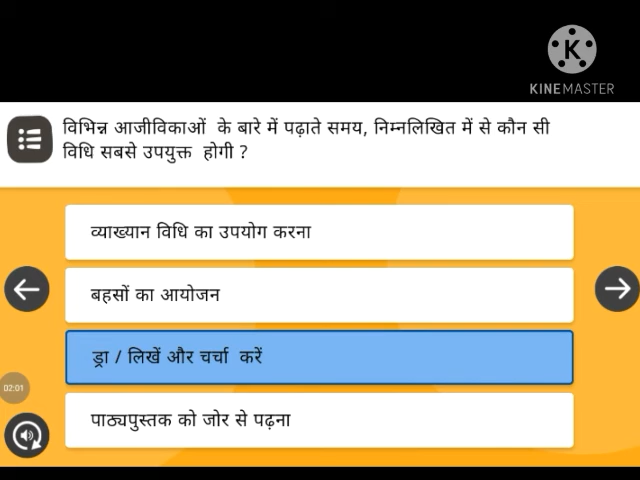 K
KINEMASTER
विभिन्न आजीविकाओं के बारे में पढ़ाते समय, निम्नलिखित में से कौन सी
विधि सबसे उपयुक्त होगी ?
व्याख्यान विधि का उपयोग करना
बहसों का आयोजन
ड्रा / लिखें और चर्चा करें
02:01
पाठ्यपुस्तक को जोर से पढ़ना